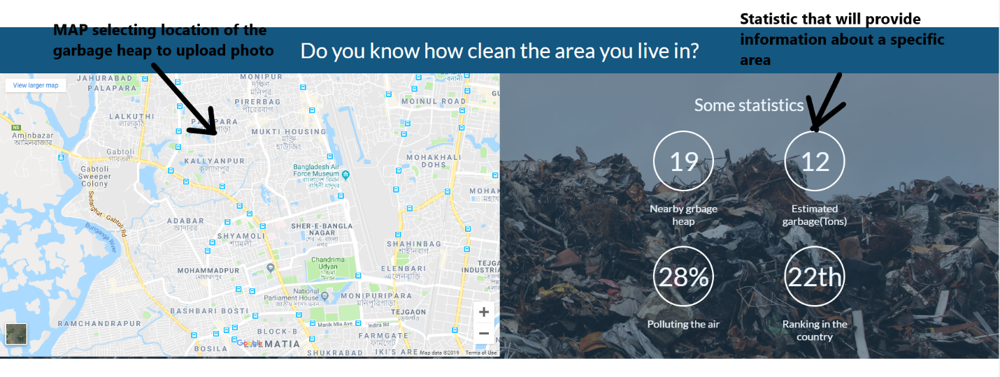 MAP selecting location of the
garbage heap to upload photo
Do you know how clean the area you live in?
Statistic that will provide
information about a specific
area
View larger map
JAHURABAD
PALAPARA
MONIPUR
দক্ষিণ
মনিপুর
বনানী
PIRERBAG
পীরেরবাগ
MOINUL ROAD
GU
LALKUTHI
লালকুঠি
N5
Aminbazar
আমিনবাজার
MUKTI HOUSING
মুক্তি
হাউজিং
Gabtoli
গাবতলী
Gabtoli
Sweeper
Colony
KALLYANPUR
কল্যাণপুর
MOHAKHALI
DOHS
Bangladesh Air
Force Museum
বাংলাদেশ বিমান
বাহিনী যাদুঘর
MOHAK
Sadarghat - Gabtoli Rd
Buriganga River
ADABAR
আদাবর
SHYAMOLI
শ্যামলী
SHER-E-BANGLA
NAGAR
শের-ই-বাংলা
নগর
SHAHINBAG
শাহীনবাগ
Chandrima
Udyan
চন্দ্রিমা
উদ্যান
MOHAMMADPUR
মোহাম্মদপুর
ELENBARI
এলেনবাড়ি
TEJGA
INDUSTRIA
National
Parliament House
জাতীয় সংসদ ভবন
MONIPURIPARA
মনিপুরিপাড়া
TEJGAON
তেজগাঁও
BASHBARI BOSTI
RAMCHANDRAPUR
Manik Mia Ave
Indira Rd
BLOCK-B
FARMGATE
ফার্মগেট
Google
MATIA
BOSILA
SHUKRABAD
IKI'S ARE
Map data ©2019
Terms of Use
Some statistics
19
12
Nearby grbage
heap
Estimated
garbage(Tons)
28%
22th
Polluting the air
Ranking in the
country